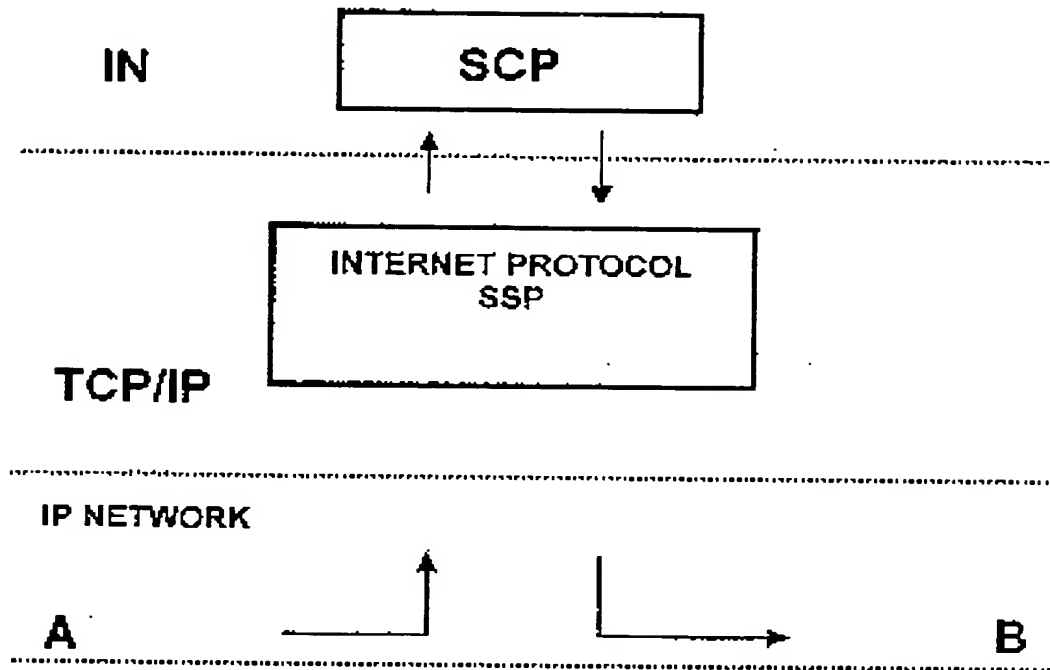 IN
SCP
INTERNET PROTOCOL
SSP
TCP/IP
IP NETWORK
A
B